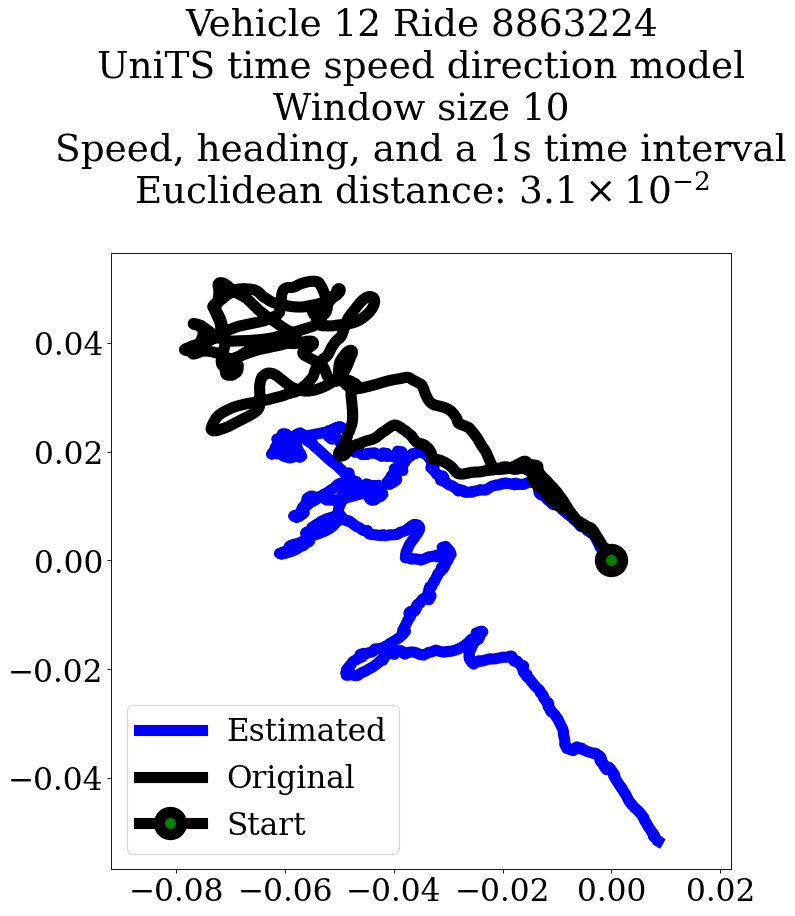 Vehicle 12 Ride 8863224
UniTS time speed direction model
Window size 10
Speed, heading, and a 1s time interval
Euclidean distance: 3.1 × 10⁻²
0.04
0.02
0.00
−0.02
−0.04
Estimated
Original
Start
−0.08 −0.06 −0.04 −0.02 0.00 0.02